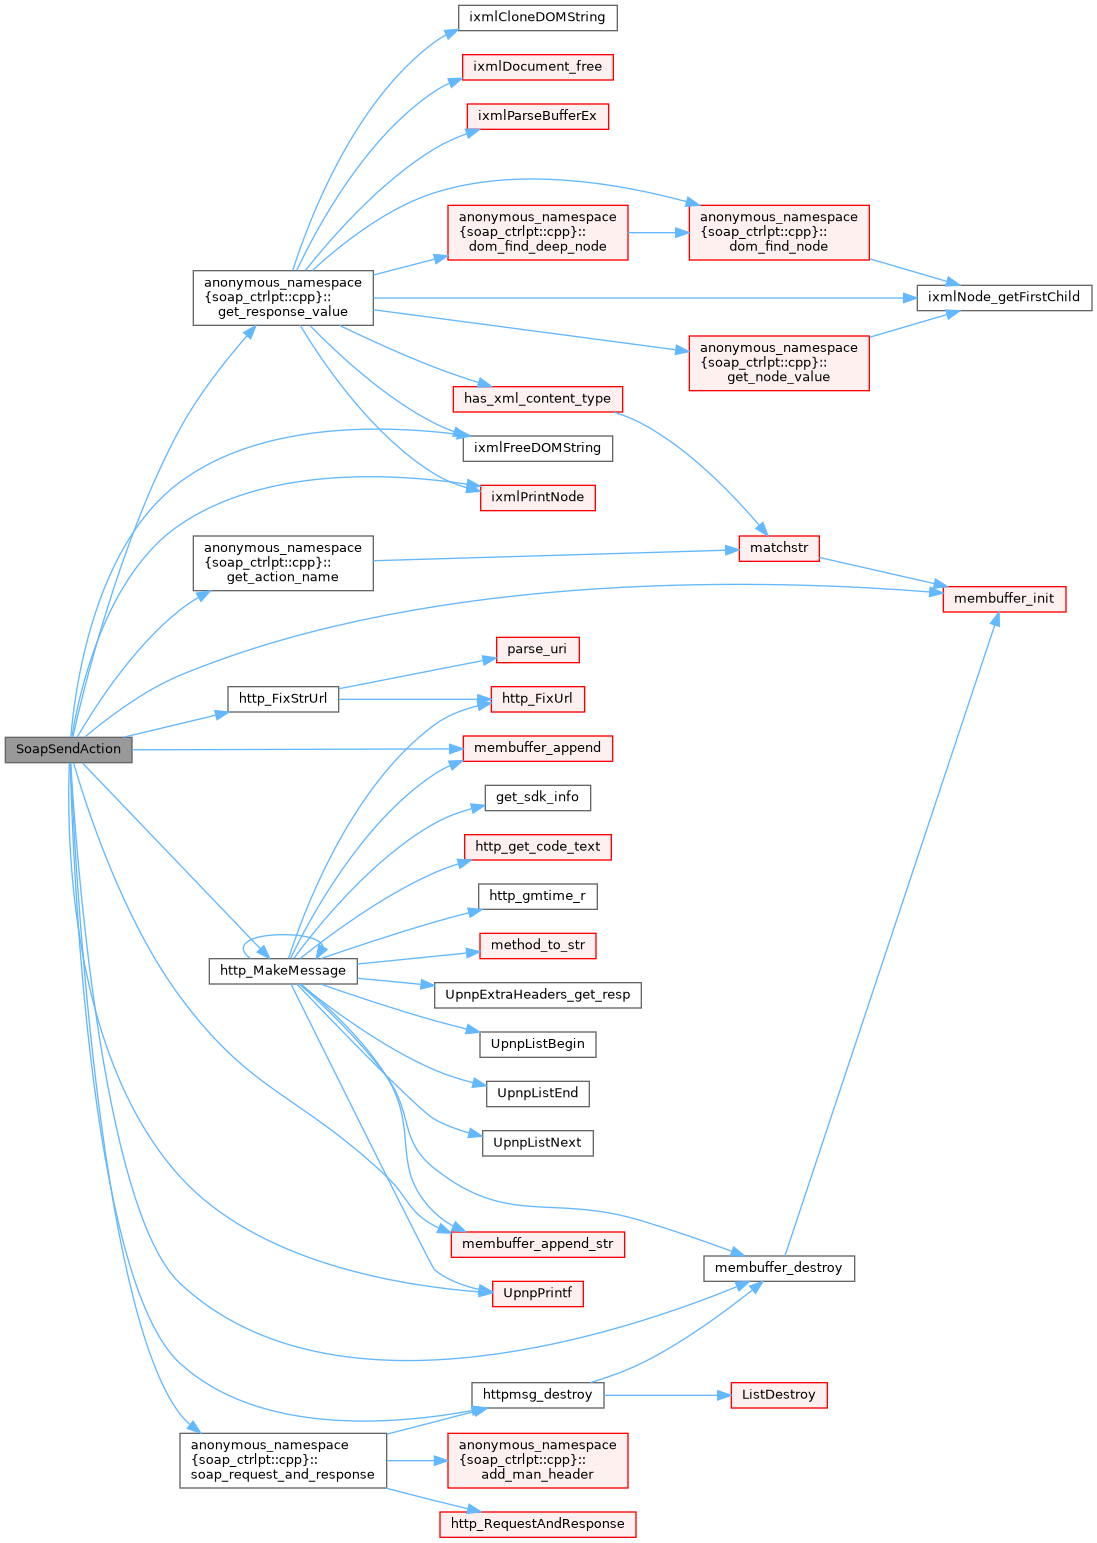 ixmlCloneDOMString
ixmlDocument_free
ixmlParseBufferEx
anonymous_namespace
{soap_ctrlpt::cpp}::
dom_find_deep_node
anonymous_namespace
{soap_ctrlpt::cpp}::
dom_find_node
anonymous_namespace
{soap_ctrlpt::cpp}::
get_response_value
ixmlNode_getFirstChild
anonymous_namespace
{soap_ctrlpt::cpp}::
get_node_value
has_xml_content_type
ixmlFreeDOMString
ixmlPrintNode
anonymous_namespace
{soap_ctrlpt::cpp}::
get_action_name
matchstr
membuffer_init
parse_uri
http_FixStrUrl
http_FixUrl
SoapSendAction
membuffer_append
get_sdk_info
http_get_code_text
http_gmtime_r
method_to_str
http_MakeMessage
UpnpExtraHeaders_get_resp
UpnpListBegin
UpnpListEnd
UpnpListNext
membuffer_append_str
membuffer_destroy
UpnpPrintf
httpmsg_destroy
ListDestroy
anonymous_namespace
{soap_ctrlpt::cpp}::
soap_request_and_response
anonymous_namespace
{soap_ctrlpt::cpp}::
add_man_header
http_RequestAndResponse